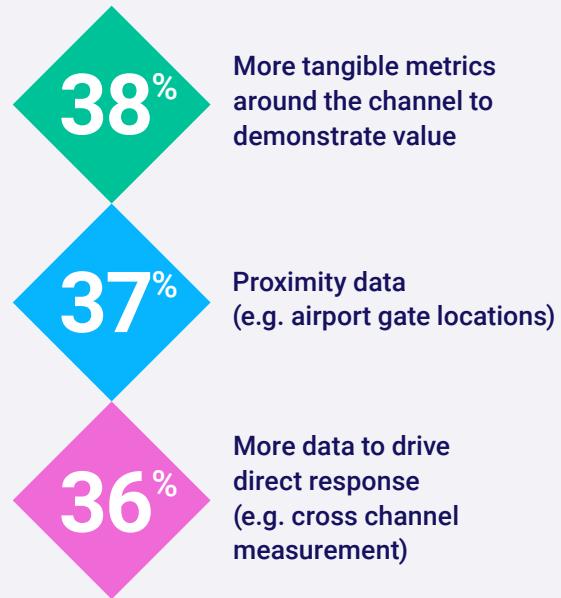 38%
More tangible metrics
around the channel to
demonstrate value
37%
Proximity data
(e.g. airport gate locations)
36%
More data to drive
direct response
(e.g. cross channel
measurement)